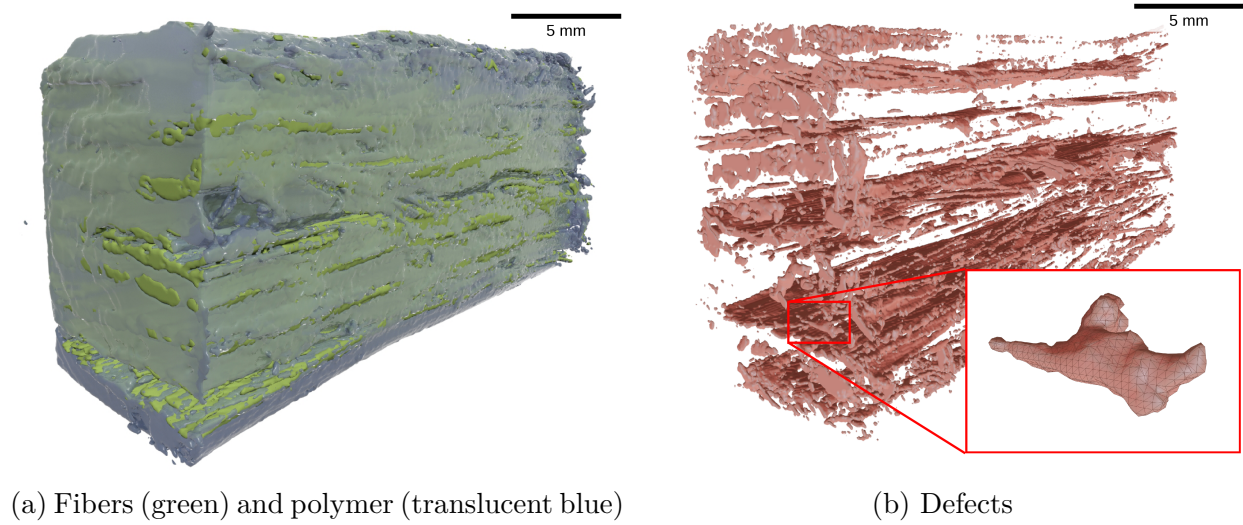 5 mm
5 mm
(a) Fibers (green) and polymer (translucent blue)
(b) Defects